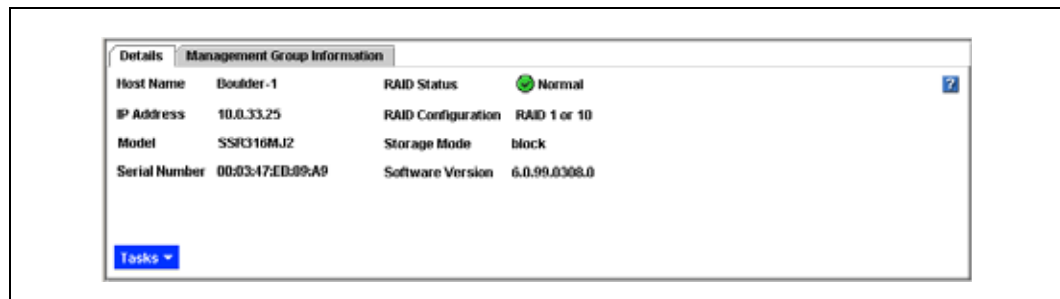 Details Management Group Information
Host Name Boulder-1 RAID Status Normal ?
IP Address 10.0.33.25 RAID Configuration RAID 1 or 10
Model SSR316MJ2 Storage Mode block
Serial Number 00:03:47:ED:09:A9 Software Version 6.0.99.0308.0
Tasks